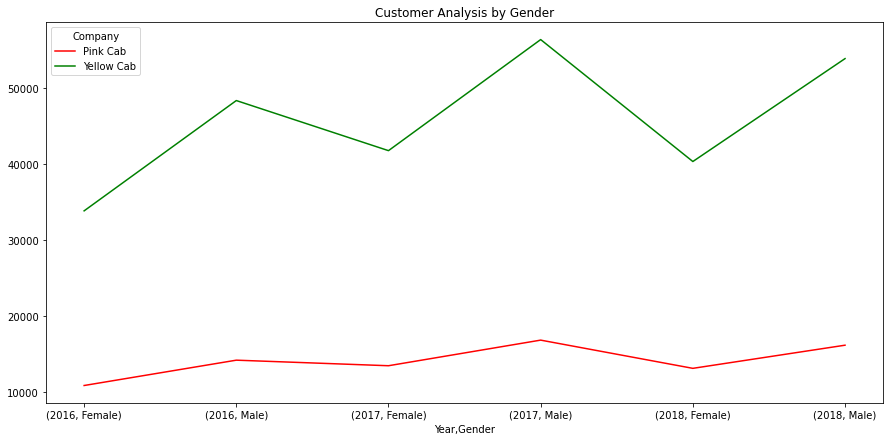 Customer Analysis by Gender
Company
Pink Cab
Yellow Cab
50000
40000
30000
20000
10000
(2016, Female) (2016, Male) (2017, Female) (2017, Male) (2018, Female) (2018, Male)
Year,Gender